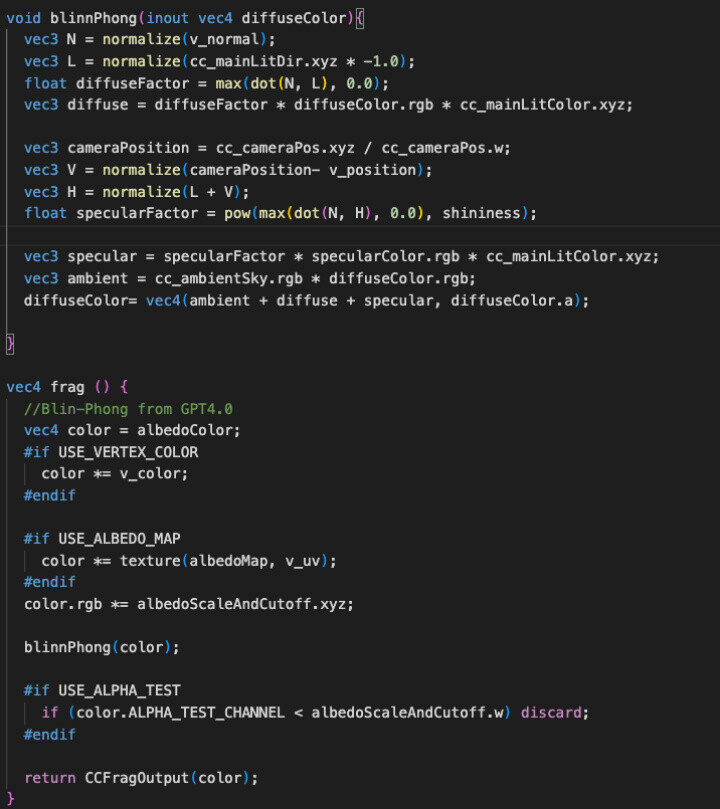 void blinnPhong(inout vec4 diffuseColor){
  vec3 N = normalize(v_normal);
  vec3 L = normalize(cc_mainLitDir.xyz * -1.0);
  float diffuseFactor = max(dot(N, L), 0.0);
  vec3 diffuse = diffuseFactor * diffuseColor.rgb * cc_mainLitColor.xyz;

  vec3 cameraPosition = cc_cameraPos.xyz / cc_cameraPos.w;
  vec3 V = normalize(cameraPosition- v_position);
  vec3 H = normalize(L + V);
  float specularFactor = pow(max(dot(N, H), 0.0), shininess);

  vec3 specular = specularFactor * specularColor.rgb * cc_mainLitColor.xyz;
  vec3 ambient = cc_ambientSky.rgb * diffuseColor.rgb;
  diffuseColor= vec4(ambient + diffuse + specular, diffuseColor.a);

}

vec4 frag () {
  //Blin-Phong from GPT4.0
  vec4 color = albedoColor;
  #if USE_VERTEX_COLOR
    color *= v_color;
  #endif

  #if USE_ALBEDO_MAP
    color *= texture(albedoMap, v_uv);
  #endif
  color.rgb *= albedoScaleAndCutoff.xyz;

  blinnPhong(color);

  #if USE_ALPHA_TEST
    if (color.ALPHA_TEST_CHANNEL < albedoScaleAndCutoff.w) discard;
  #endif

  return CCFragOutput(color);
}